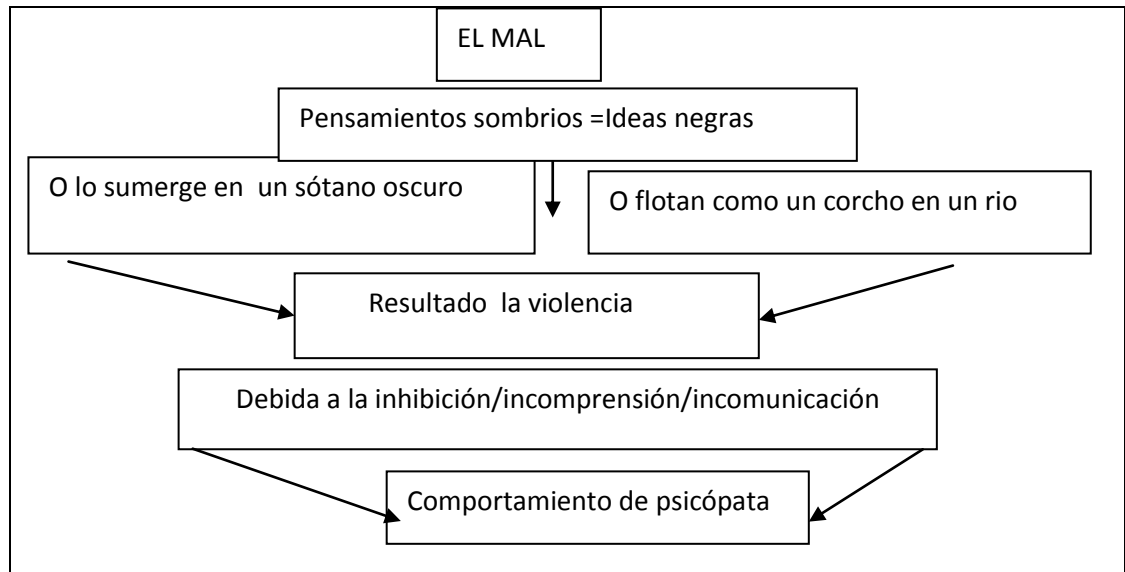 EL MAL
Pensamientos sombrios =Ideas negras
O lo sumerge en  un sótano oscuro
O flotan como un corcho en un rio
Resultado  la violencia
Debida a la inhibición/incomprensión/incomunicación
Comportamiento de psicópata